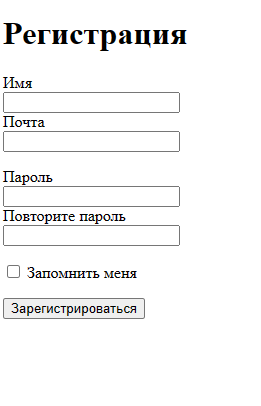 Регистрация
Имя
Почта
Пароль
Повторите пароль
Запомнить меня
Зарегистрироваться